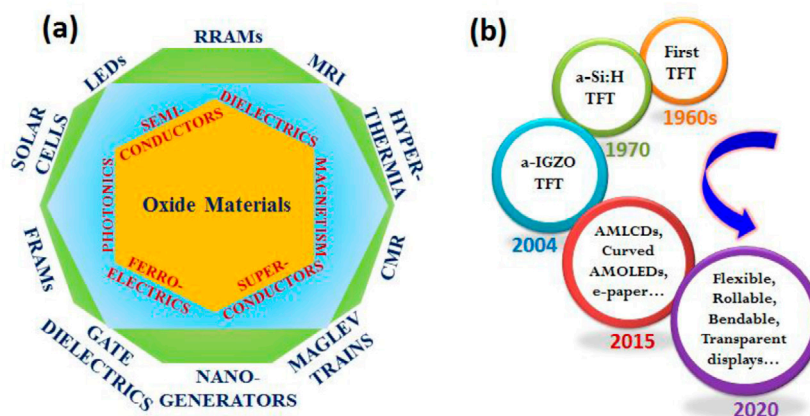 (a)
RRAMs
MRI
HYPER-
THERMIA
CMR
MAGLEV
TRAINS
NANO-
GENERATORS
GATE
DIELECTRICS
FRAMs
SOLAR
CELLS
LEDs
SEMI-
CONDUCTORS
DIELECTRICS
MAGNETISM
SUPER-
CONDUCTORS
FERRO-
ELECTRICS
PHOTONICS
Oxide Materials
(b)
First
TFT
1960s
a-Si:H
TFT
1970
a-IGZO
TFT
2004
AMLCDs,
Curved
AMOLEDs,
e-paper...
2015
Flexible,
Rollable,
Bendable,
Transparent
displays...
2020